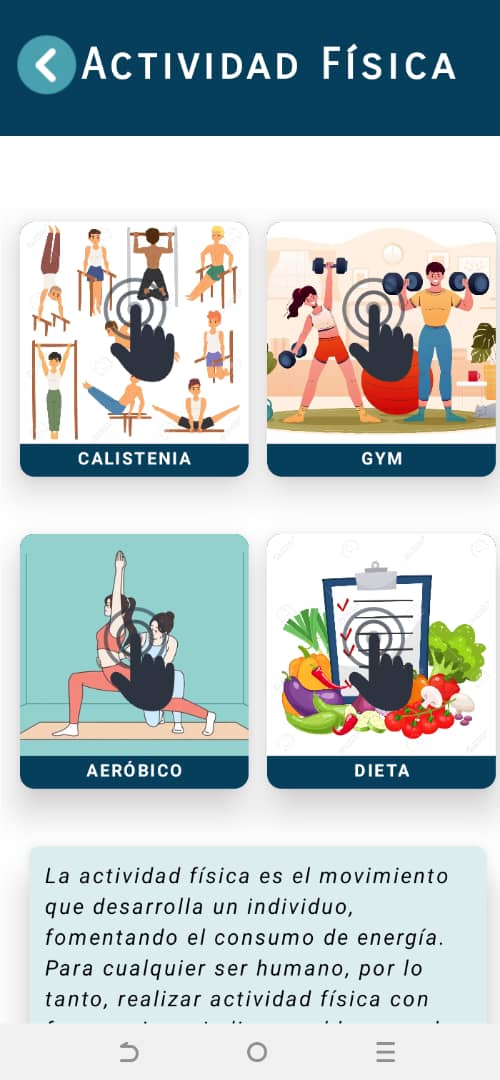 Actividad Física
CALISTENIA
GYM
AERÓBICO
DIETA
La actividad física es el movimiento
que desarrolla un individuo,
fomentando el consumo de energía.
Para cualquier ser humano, por lo
tanto, realizar actividad física con